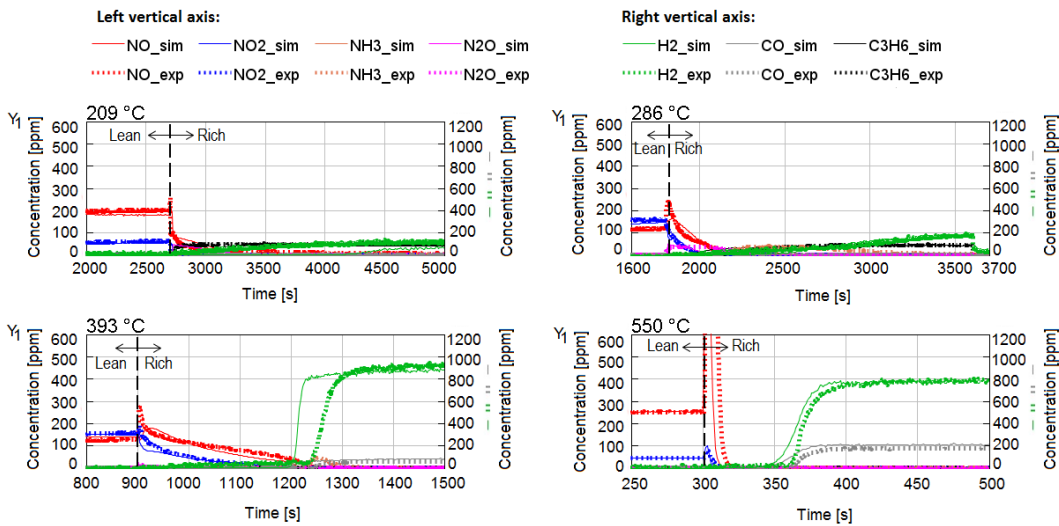 Left vertical axis: Right vertical axis:
NO_sim NO2_sim NH3_sim N2O_sim H2_sim CO_sim C3H6_sim
NO_exp NO2_exp NH3_exp N2O_exp H2_exp CO_exp C3H6_exp
Y1 209 °C Y1 286 °C
Lean Rich Lean Rich
Concentration [ppm] Concentration [ppm] Concentration [ppm] Concentration [ppm]
600 1200 600 1200
500 1000 500 1000
400 800 400 800
300 600 300 600
200 400 200 400
100 200 100 200
0 0 0 0
2000 2500 3000 3500 4000 4500 5000 1600 2000 2500 3000 3500 3700
Time [s] Time [s]
Y1 393 °C Y1 550 °C
Lean Rich Lean Rich
Concentration [ppm] Concentration [ppm] Concentration [ppm] Concentration [ppm]
600 1200 600 1200
500 1000 500 1000
400 800 400 800
300 600 300 600
200 400 200 400
100 200 100 200
0 0 0 0
800 900 1000 1100 1200 1300 1400 1500 250 300 350 400 450 500
Time [s] Time [s]